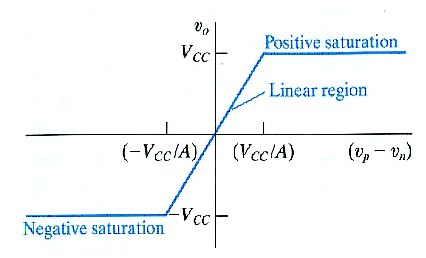 v_o
Positive saturation
V_CC
Linear region
(−V_CC/A) (V_CC/A) (v_p − v_n)
−V_CC
Negative saturation